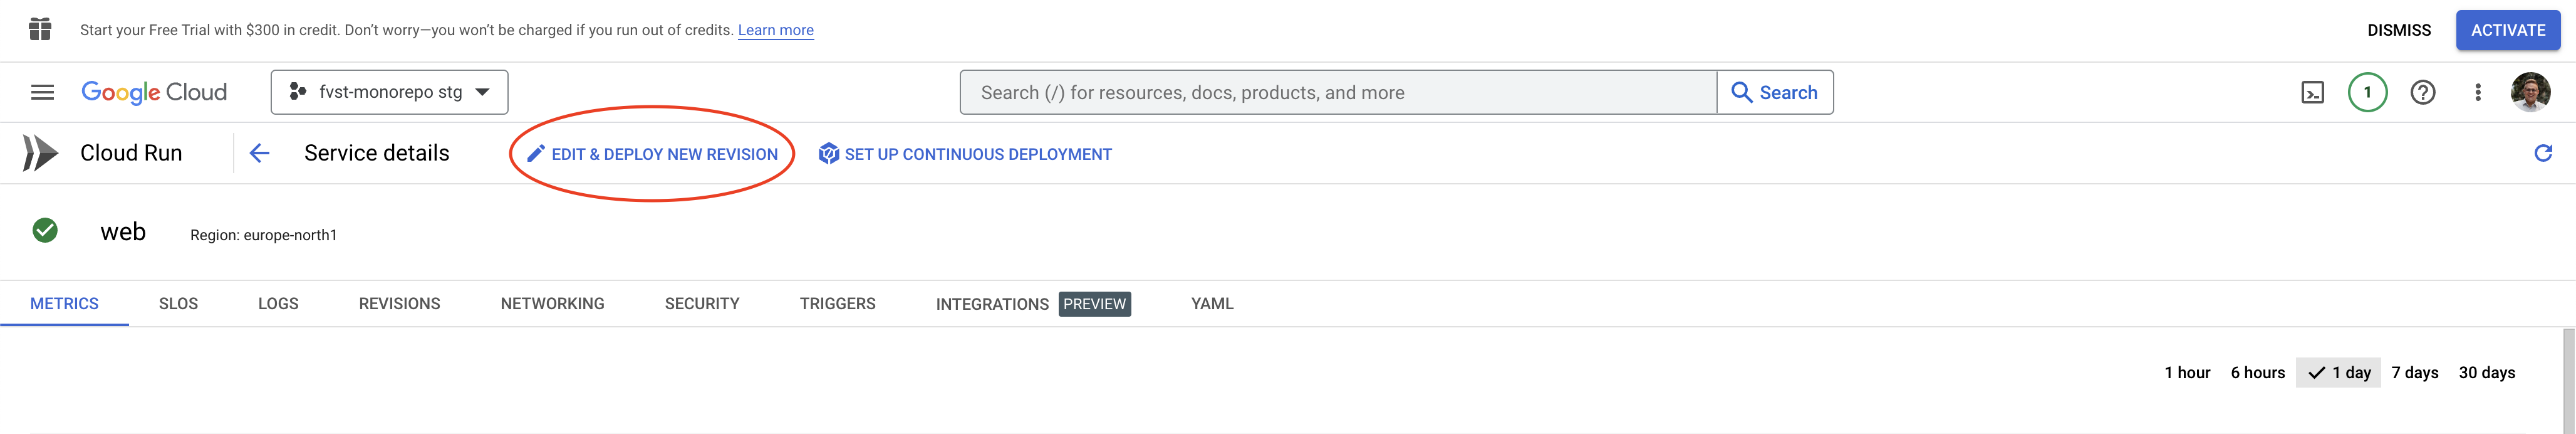 Start your Free Trial with $300 in credit. Don’t worry—you won’t be charged if you run out of credits. Learn more
DISMISS
ACTIVATE
Google Cloud
fvst-monorepo stg
Search (/) for resources, docs, products, and more
Search
1
Cloud Run
Service details
EDIT & DEPLOY NEW REVISION
SET UP CONTINUOUS DEPLOYMENT
web
Region: europe-north1
METRICS
SLOS
LOGS
REVISIONS
NETWORKING
SECURITY
TRIGGERS
INTEGRATIONS PREVIEW
YAML
1 hour
6 hours
1 day
7 days
30 days